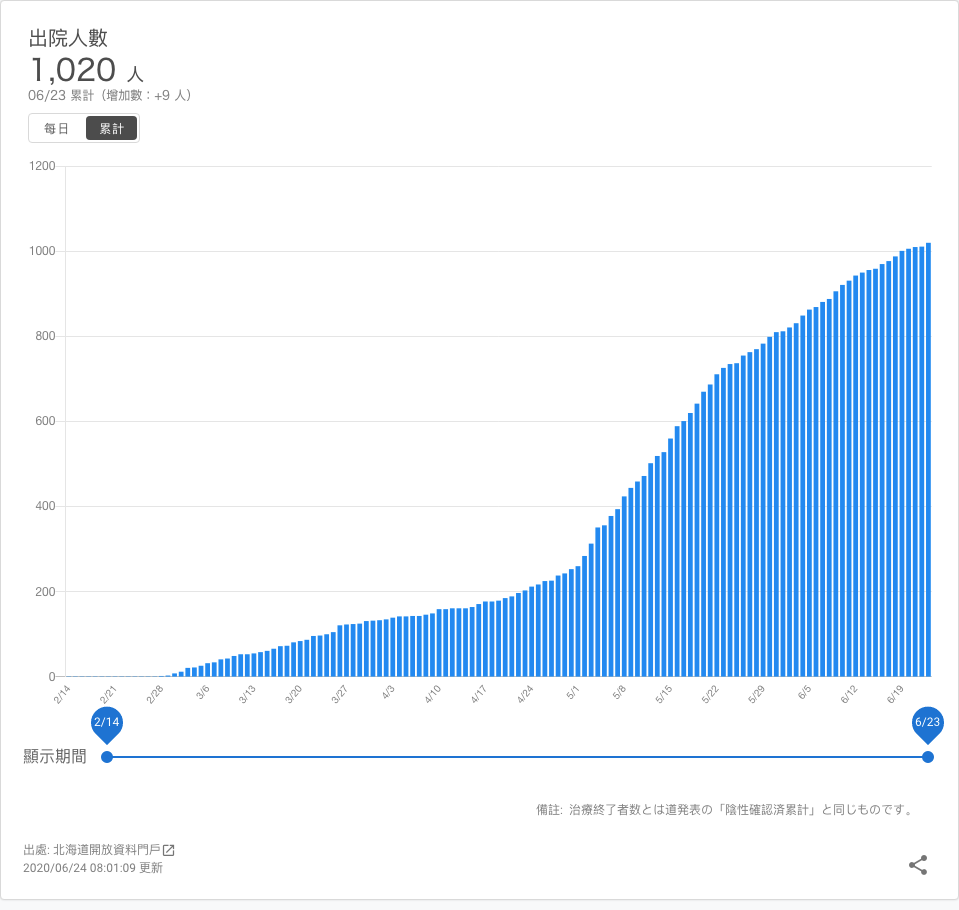 出院人數
1,020 人
06/23 累計（增加數：+9 人）
每日 累計
1200
1000
800
600
400
200
0
2/14 2/21 2/28 3/6 3/13 3/20 3/27 4/3 4/10 4/17 4/24 5/1 5/8 5/15 5/22 5/29 6/5 6/12 6/19
2/14 6/23
顯示期間
備註: 治療終了者数とは道発表の「陰性確認済累計」と同じものです。
出處: 北海道開放資料門戶
2020/06/24 08:01:09 更新